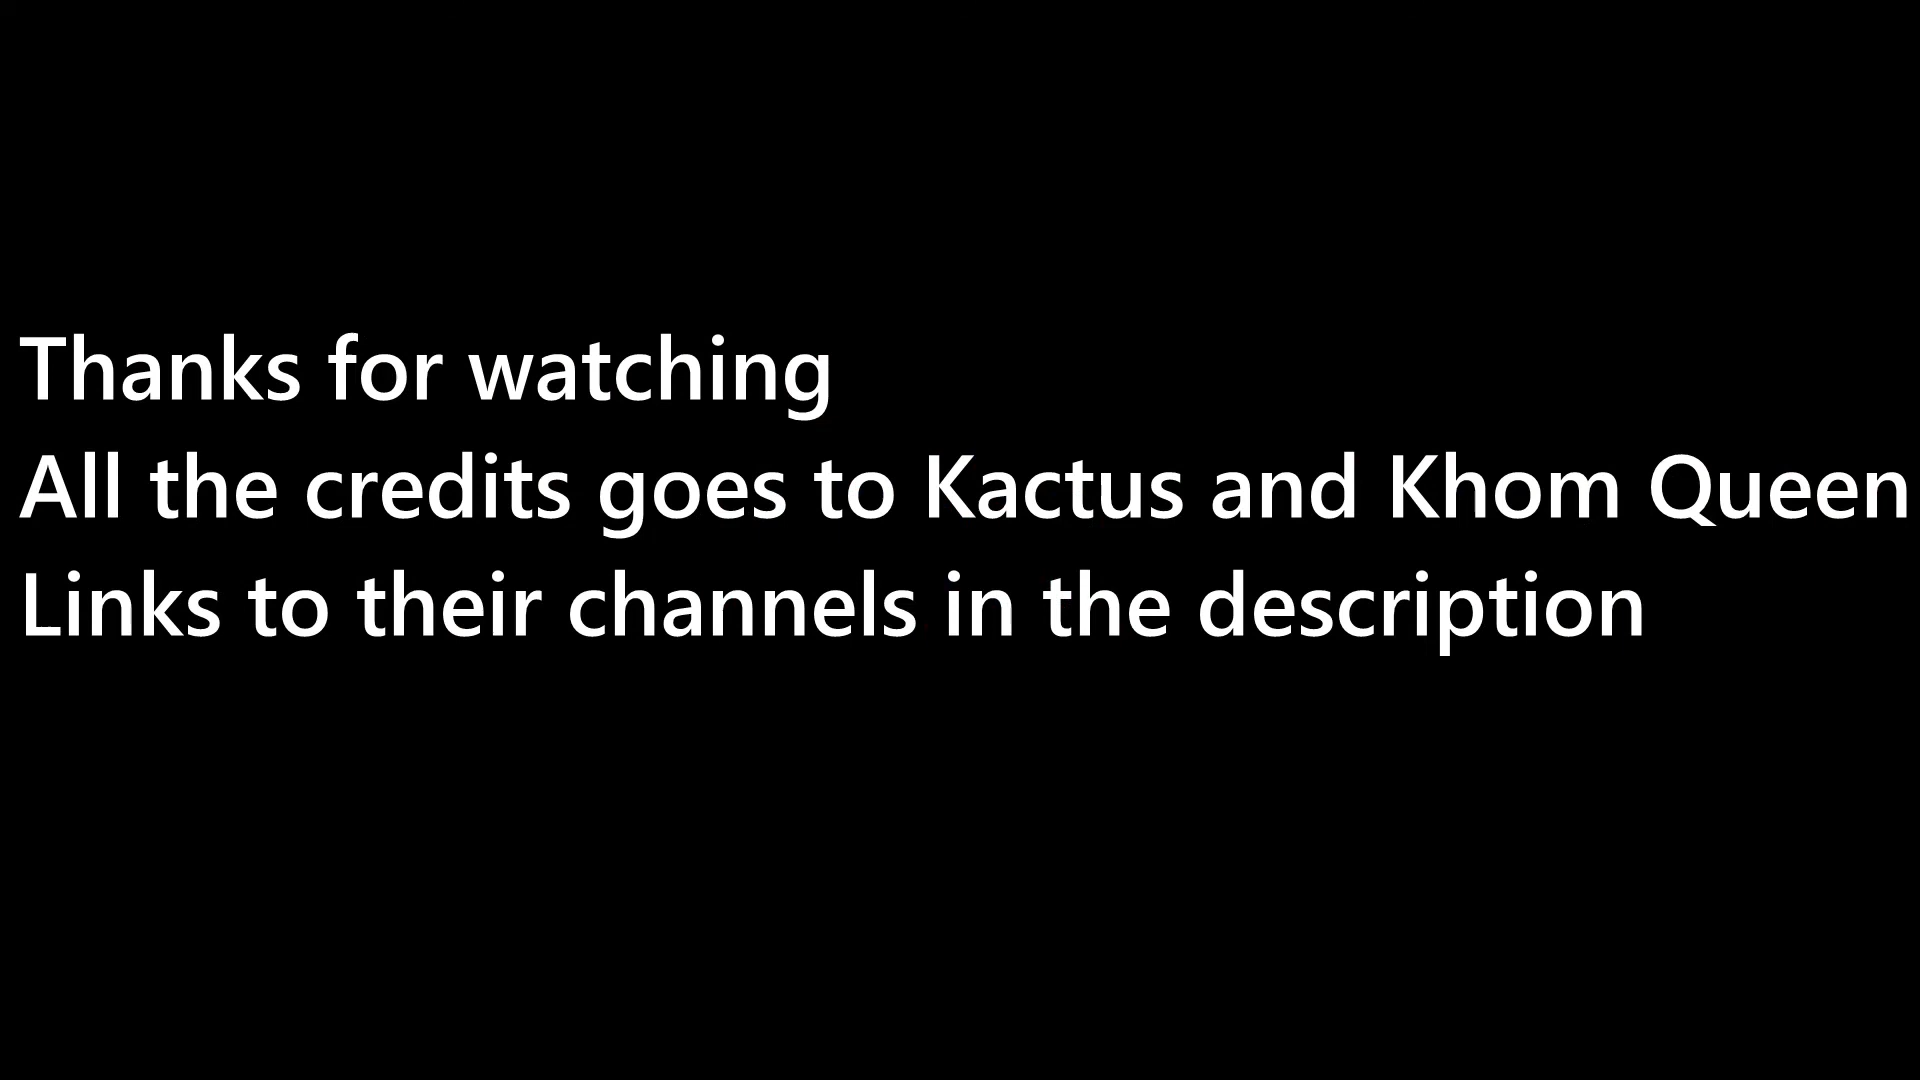 Thanks for watching
All the credits goes to Kactus and Khom Queen
Links to their channels in the description